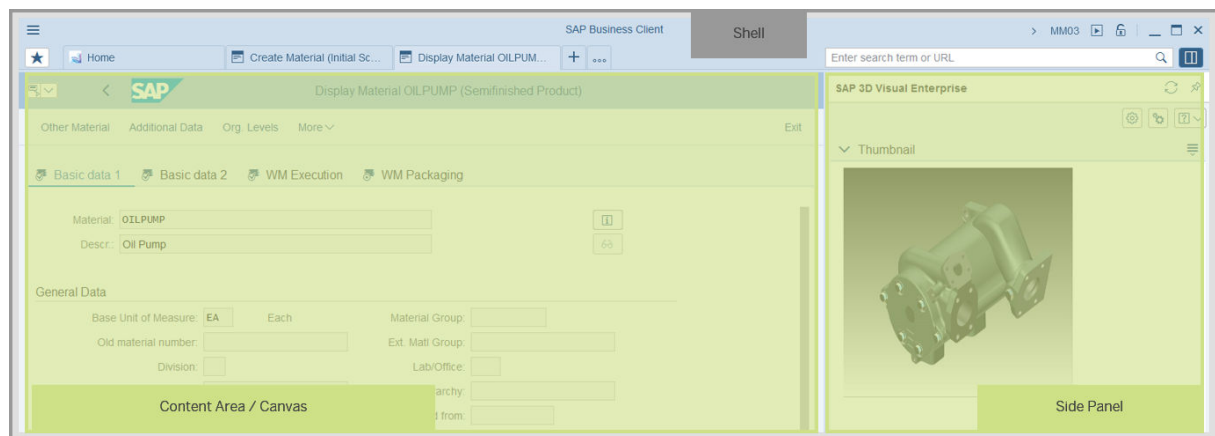 SAP Business Client
Shell
MM03
Home
Create Material (Initial Sc...
Display Material OILPUM...
Enter search term or URL
SAP
Display Material OILPUMP (Semifinished Product)
SAP 3D Visual Enterprise
Other Material Additional Data Org. Levels More
Exit
Thumbnail
Basic data 1 Basic data 2 WM Execution WM Packaging
Material: OILPUMP
Descr.: Oil Pump
General Data
Base Unit of Measure: EA Each Material Group:
Old material number: Ext. Matl Group:
Division: Lab/Office:
archy:
Content Area / Canvas
d from:
Side Panel